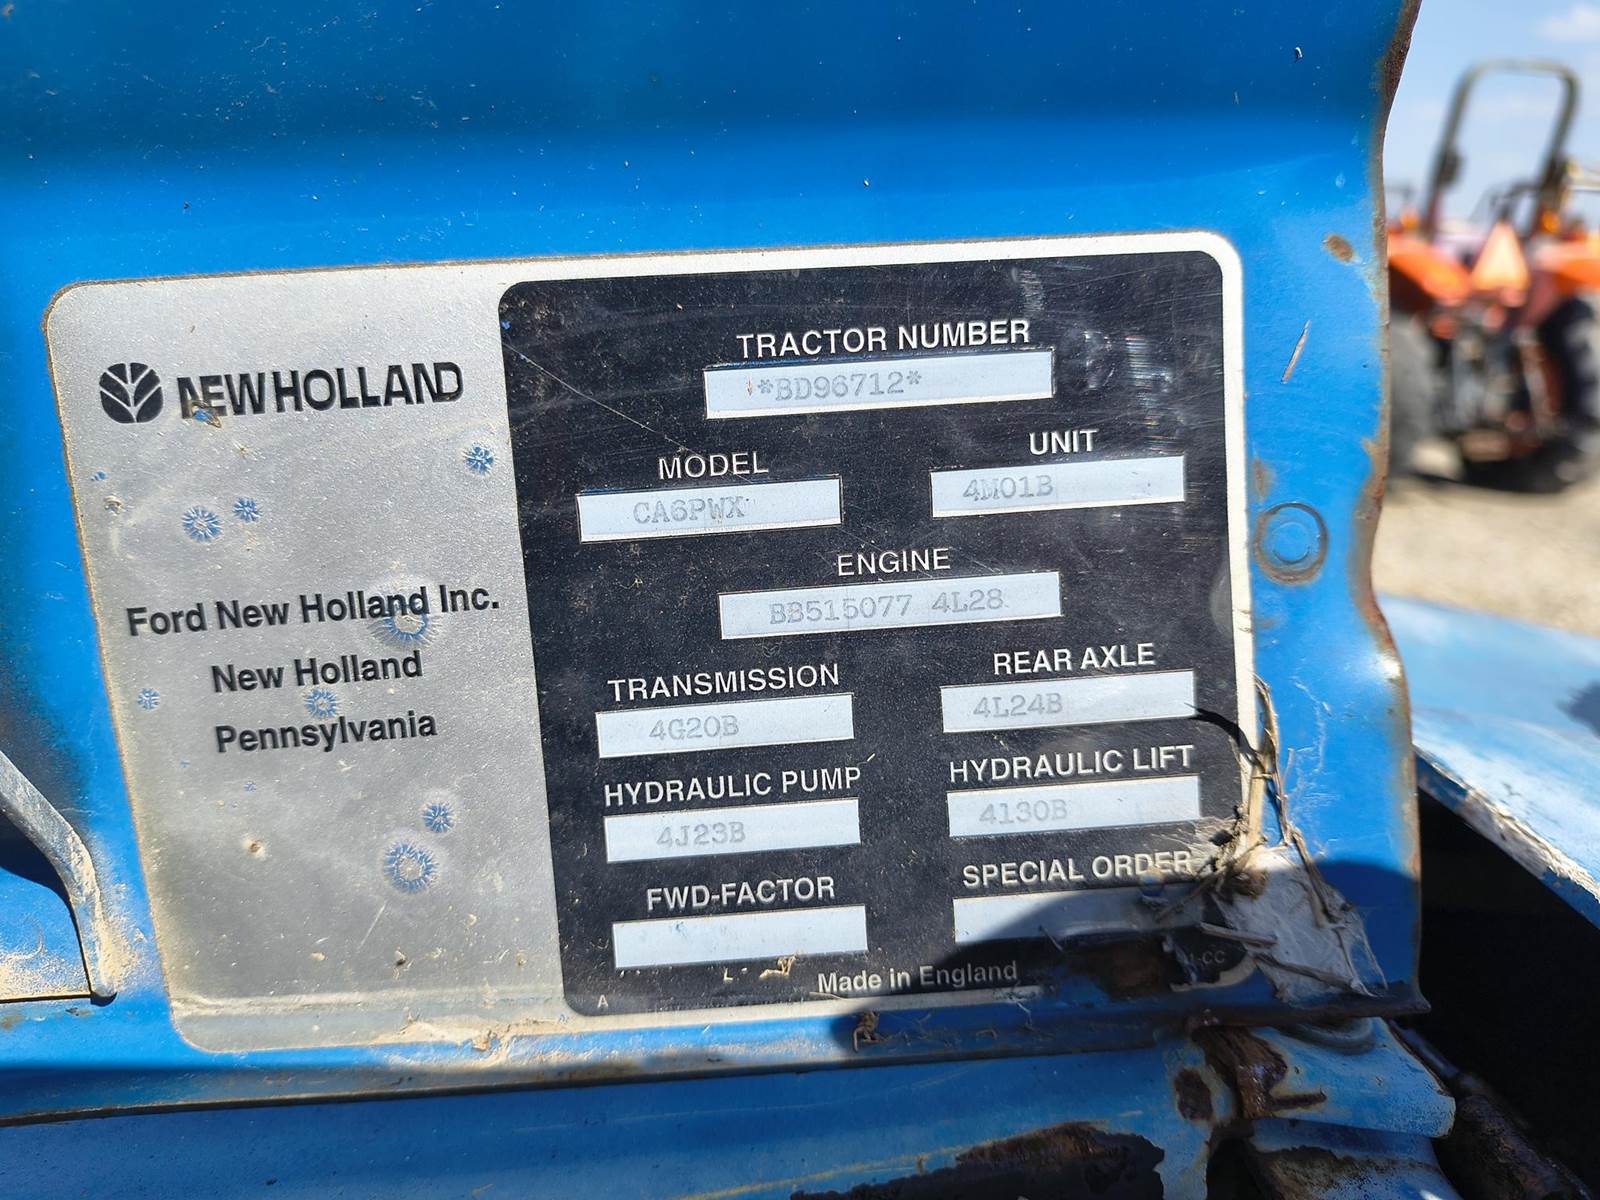 NEW HOLLAND
Ford New Holland Inc.
New Holland
Pennsylvania
TRACTOR NUMBER
*BD96712*
MODEL
UNIT
CA6PWX
4M01B
ENGINE
BB515077 4L28
TRANSMISSION
REAR AXLE
4G20B
4L24B
HYDRAULIC PUMP
HYDRAULIC LIFT
4J23B
4130B
FWD-FACTOR
SPECIAL ORDER
Made in England
A